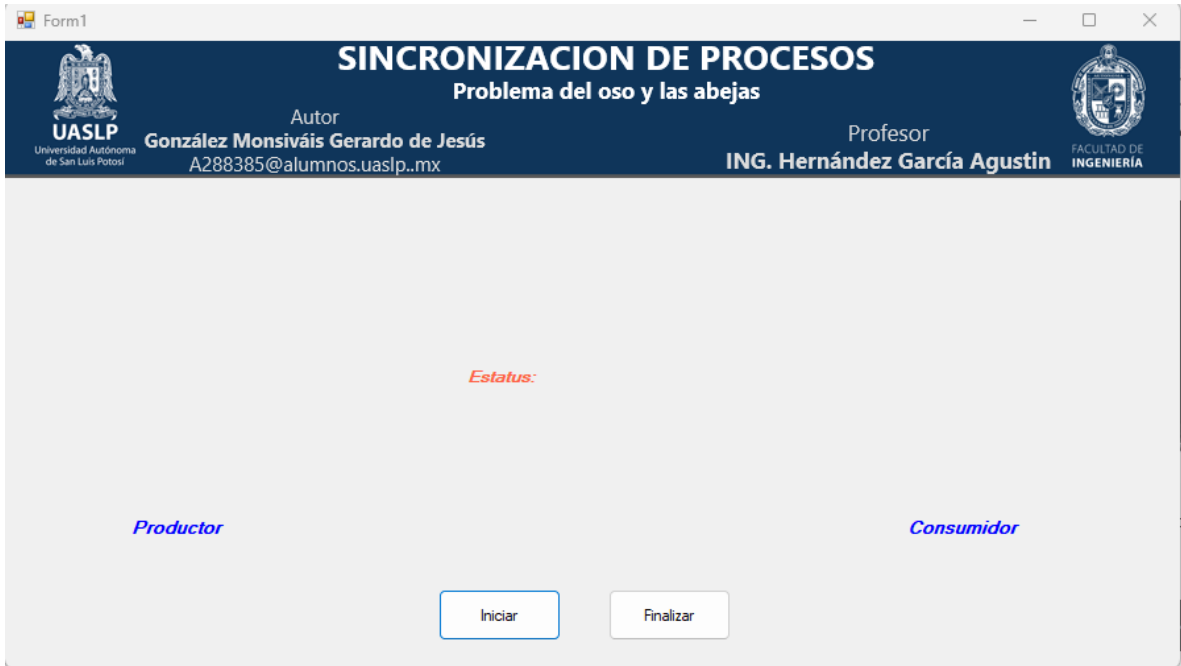 Form1
SINCRONIZACION DE PROCESOS
Problema del oso y las abejas
UASLP
Universidad Autónoma
de San Luis Potosí
Autor
González Monsiváis Gerardo de Jesús
A288385@alumnos.uaslp..mx
Profesor
ING. Hernández García Agustin
FACULTAD DE
INGENIERÍA
Estatus:
Productor
Consumidor
Iniciar
Finalizar